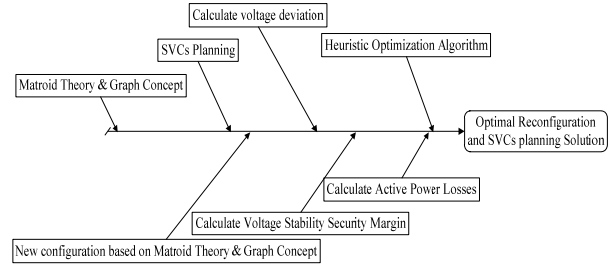 Calculate voltage deviation
SVCs Planning
Heuristic Optimization Algorithm
Matroid Theory & Graph Concept
Optimal Reconfiguration
and SVCs planning Solution
Calculate Active Power Losses
Calculate Voltage Stability Security Margin
New configuration based on Matroid Theory & Graph Concept